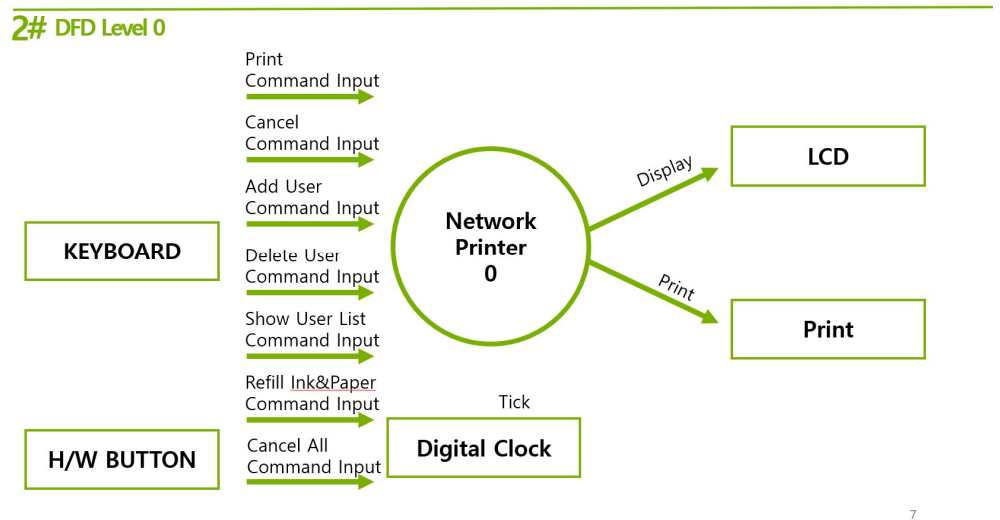 2# DFD Level 0
Print
Command Input
Cancel
Command Input
Add User
Command Input
Delete User
Command Input
Show User List
Command Input
Refill Ink&Paper
Command Input
Cancel All
Command Input
KEYBOARD
H/W BUTTON
Network
Printer
0
Tick
Digital Clock
Display
Print
LCD
Print
7